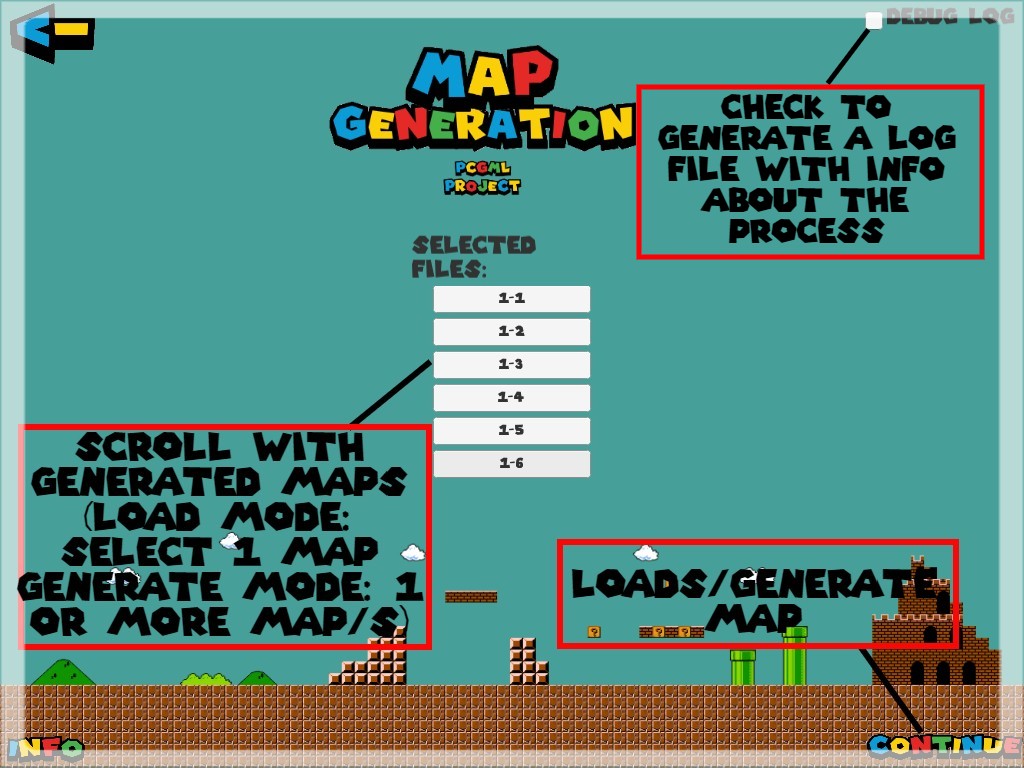 DEBUG LOG
MAP
GENERATION
PCGML
PROJECT
CHECK TO
GENERATE A LOG
FILE WITH INFO
ABOUT THE
PROCESS
SELECTED
FILES:
1-1
1-2
1-3
1-4
1-5
1-6
SCROLL WITH
GENERATED MAPS
(LOAD MODE:
SELECT 1 MAP
GENERATE MODE: 1
OR MORE MAP/S)
LOADS/GENERATE
MAP
? ? ?
INFO
CONTINUE